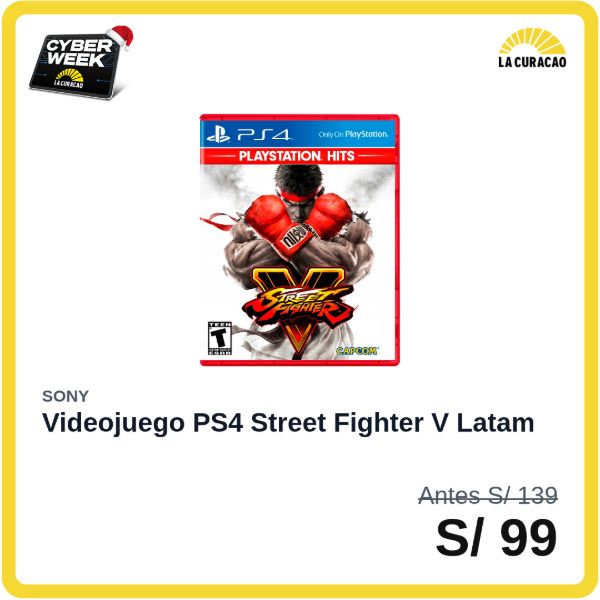 CYBER
WEEK
LA CURACAO
LA CURACAO
PS4
Only On PlayStation
PLAYSTATION HITS
V
STREET
FIGHTER
TEEN
T
ESRB
CAPCOM
SONY
Videojuego PS4 Street Fighter V Latam
Antes S/ 139
S/ 99